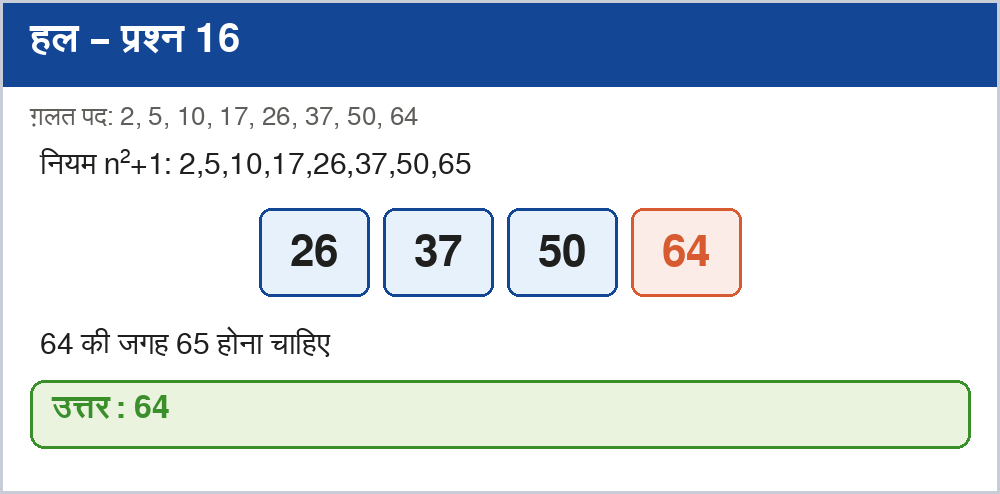 हल – प्रश्न 16
ग़लत पद: 2, 5, 10, 17, 26, 37, 50, 64
नियम n²+1: 2,5,10,17,26,37,50,65
26 37 50 64
64 की जगह 65 होना चाहिए
उत्तर : 64